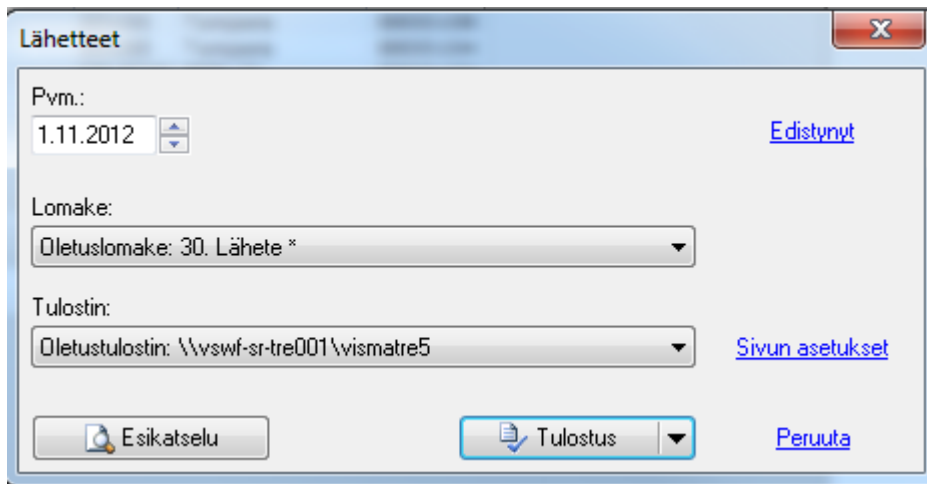 Lähetteet
Pvm.:
1.11.2012
Edistynyt
Lomake:
Oletuslomake: 30. Lähete *
Tulostin:
Oletustulostin: \\vswf-sr-tre001\vismatre5
Sivun asetukset
Esikatselu
Tulostus
Peruuta